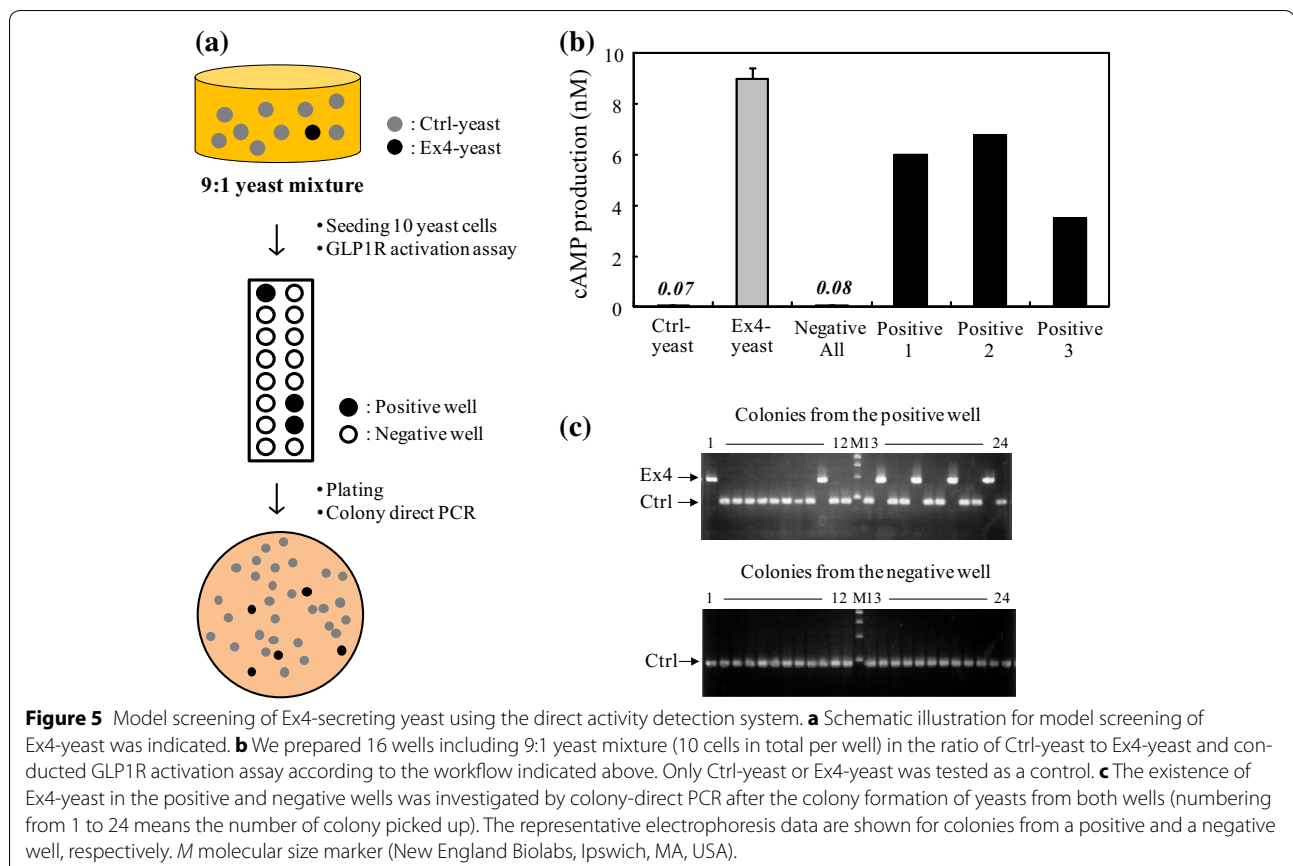 (a)
: Ctrl-yeast
: Ex4-yeast
9:1 yeast mixture
• Seeding 10 yeast cells
• GLP1R activation assay
: Positive well
: Negative well
• Plating
• Colony direct PCR
(b)
cAMP production (nM)
10
8
6
4
2
0
0.07
0.08
Ctrl-
yeast
Ex4-
yeast
Negative
All
Positive
1
Positive
2
Positive
3
(c)
Colonies from the positive well
1 12 M13 24
Ex4
Ctrl
Colonies from the negative well
1 12 M13 24
Ctrl
Figure 5 Model screening of Ex4-secreting yeast using the direct activity detection system. a Schematic illustration for model screening of
Ex4-yeast was indicated. b We prepared 16 wells including 9:1 yeast mixture (10 cells in total per well) in the ratio of Ctrl-yeast to Ex4-yeast and con-
ducted GLP1R activation assay according to the workflow indicated above. Only Ctrl-yeast or Ex4-yeast was tested as a control. c The existence of
Ex4-yeast in the positive and negative wells was investigated by colony-direct PCR after the colony formation of yeasts from both wells (numbering
from 1 to 24 means the number of colony picked up). The representative electrophoresis data are shown for colonies from a positive and a negative
well, respectively. M molecular size marker (New England Biolabs, Ipswich, MA, USA).